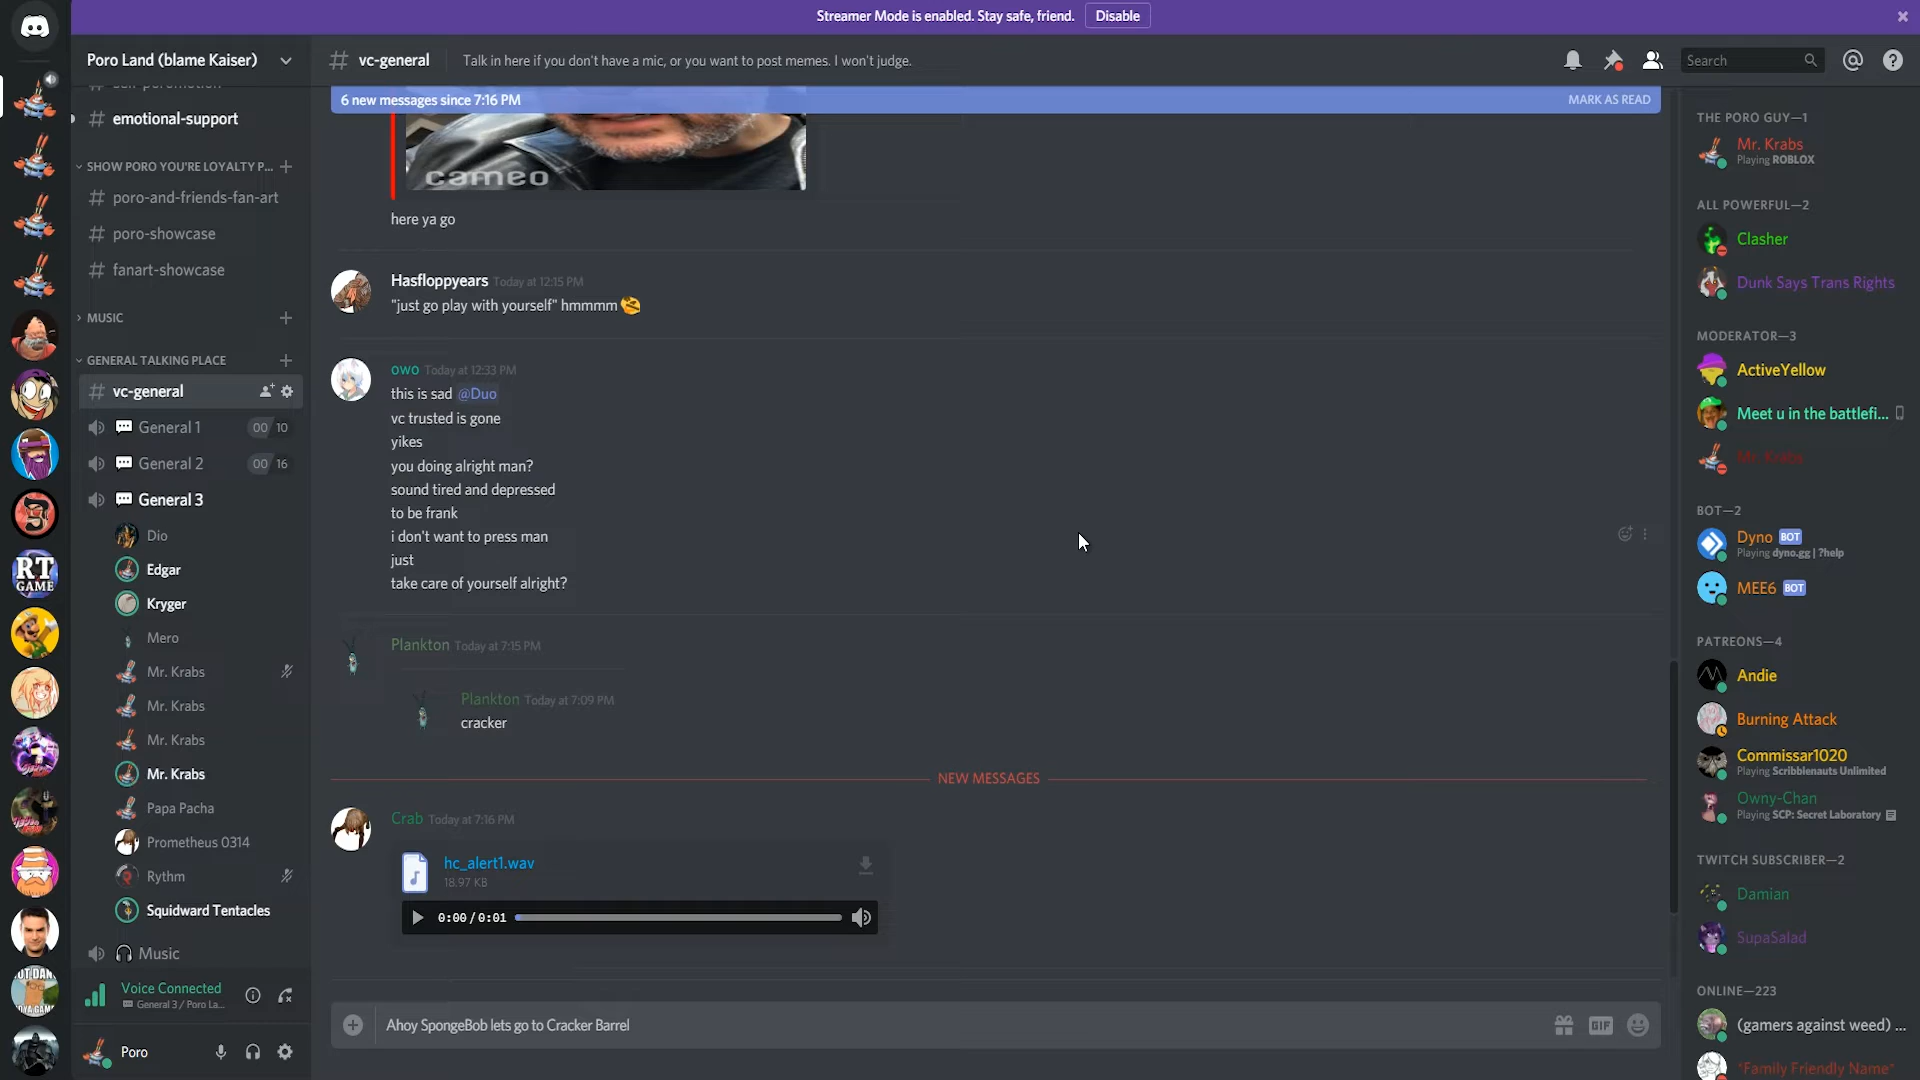 Streamer Mode is enabled. Stay safe, friend.
Disable
Poro Land (blame Kaiser)
# vc-general
Talk in here if you don't have a mic, or you want to post memes. I won't judge.
Search
# emotional-support
SHOW PORO YOU'RE LOYALTY P...
# poro-and-friends-fan-art
# poro-showcase
# fanart-showcase
MUSIC
GENERAL TALKING PLACE
# vc-general
General 1
00 10
General 2
00 16
General 3
Dio
Edgar
Kryger
Mero
Mr. Krabs
Mr. Krabs
Mr. Krabs
Mr. Krabs
Papa Pacha
Prometheus 0314
Rythm
Squidward Tentacles
Music
Voice Connected
General 3 / Poro La...
Poro
RT
GAME
6 new messages since 7:16 PM
MARK AS READ
cameo
here ya go
Hasfloppyears Today at 12:15 PM
"just go play with yourself" hmmmm
owo Today at 12:33 PM
this is sad @Duo
vc trusted is gone
yikes
you doing alright man?
sound tired and depressed
to be frank
i don't want to press man
just
take care of yourself alright?
Plankton Today at 7:15 PM
Plankton Today at 7:09 PM
cracker
NEW MESSAGES
Crab Today at 7:16 PM
hc_alert1.wav
18.97 KB
0:00 / 0:01
Ahoy SpongeBob lets go to Cracker Barrel
GIF
THE PORO GUY—1
Mr. Krabs
Playing ROBLOX
ALL POWERFUL—2
Clasher
Dunk Says Trans Rights
MODERATOR—3
ActiveYellow
Meet u in the battlefi...
Mr. Krabs
BOT—2
Dyno BOT
Playing dyno.gg | ?help
MEE6 BOT
PATREONS—4
Andie
Burning Attack
Commissar1020
Playing Scribblenauts Unlimited
Owny-Chan
Playing SCP: Secret Laboratory
TWITCH SUBSCRIBER—2
Damian
SupaSalad
ONLINE—223
(gamers against weed) ...
*Family Friendly Name*